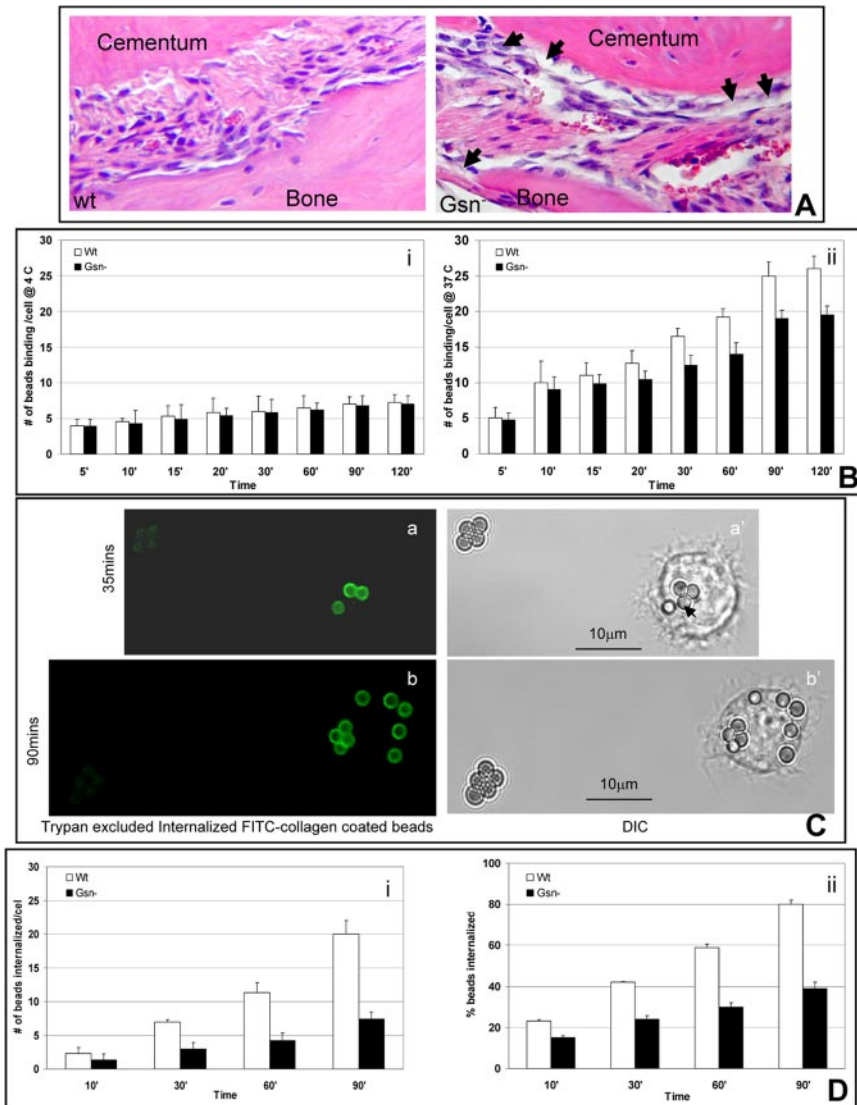 Cementum
wt
Bone
Cementum
Gsn-
Bone
A
# of beads binding /cell @ 4 C
30
25
20
15
10
5
0
Wt
Gsn-
i
5' 10' 15' 20' 30' 60' 90' 120'
Time
# of beads binding/cell @ 37 C
30
25
20
15
10
5
0
Wt
Gsn-
ii
5' 10' 15' 20' 30' 60' 90' 120'
Time
B
35mins
a
a'
10μm
90mins
b
b'
10μm
Trypan excluded Internalized FITC-collagen coated beads
DIC
C
# of beads internalized/cel
30
25
20
15
10
5
0
Wt
Gsn-
i
10' 30' 60' 90'
Time
% beads internalized
100
80
60
40
20
0
Wt
Gsn-
ii
10' 30' 60' 90'
Time
D